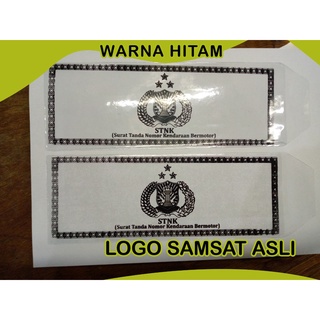 WARNA HITAM
STNK
(Surat Tanda Nomor Kendaraan Bermotor)
STNK
(Surat Tanda Nomor Kendaraan Bermotor)
LOGO SAMSAT ASLI